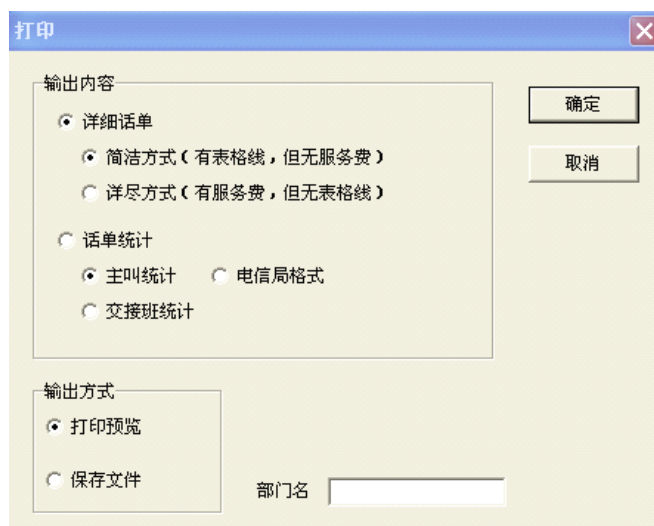 打印
输出内容
确定
详细话单
简洁方式(有表格线,但无服务费)
取消
详尽方式(有服务费,但无表格线)
话单统计
主叫统计 电信局格式
交接班统计
输出方式
打印预览
保存文件
部门名